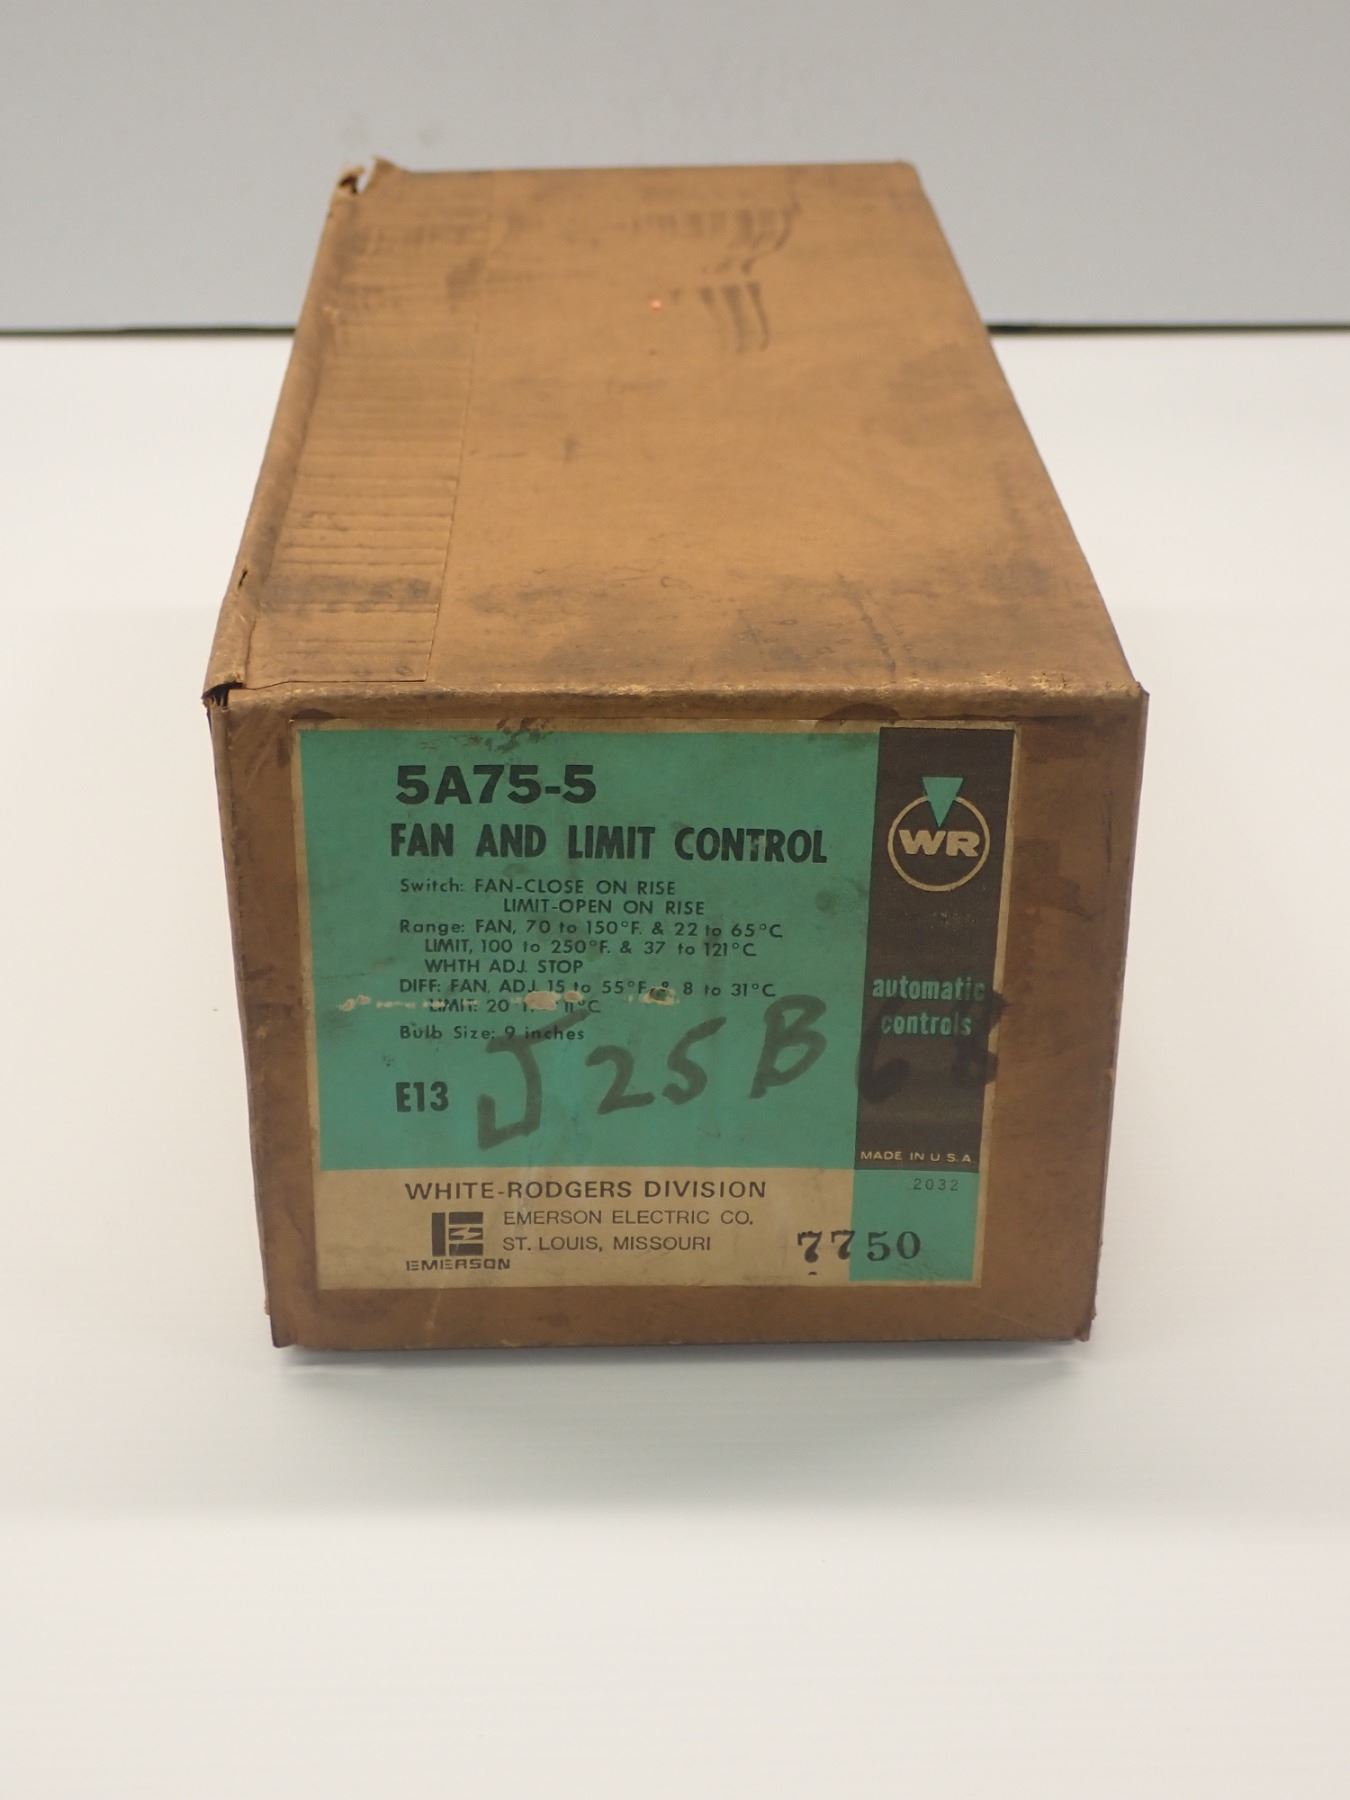 5A75-5
FAN AND LIMIT CONTROL
Switch: FAN-CLOSE ON RISE
LIMIT-OPEN ON RISE
Range: FAN, 70 to 150°F. & 22 to 65°C
LIMIT, 100 to 250°F. & 37 to 121°C
WHTH ADJ. STOP
DIFF: FAN, ADJ. 15 to 55°F. & 8 to 31°C
LIMIT: 20 11°C
Bulb Size: 9 inches
E13
J25B
WR
automatic
controls
MADE IN U.S.A.
2032
WHITE-RODGERS DIVISION
EMERSON ELECTRIC CO.
ST. LOUIS, MISSOURI
EMERSON
7750